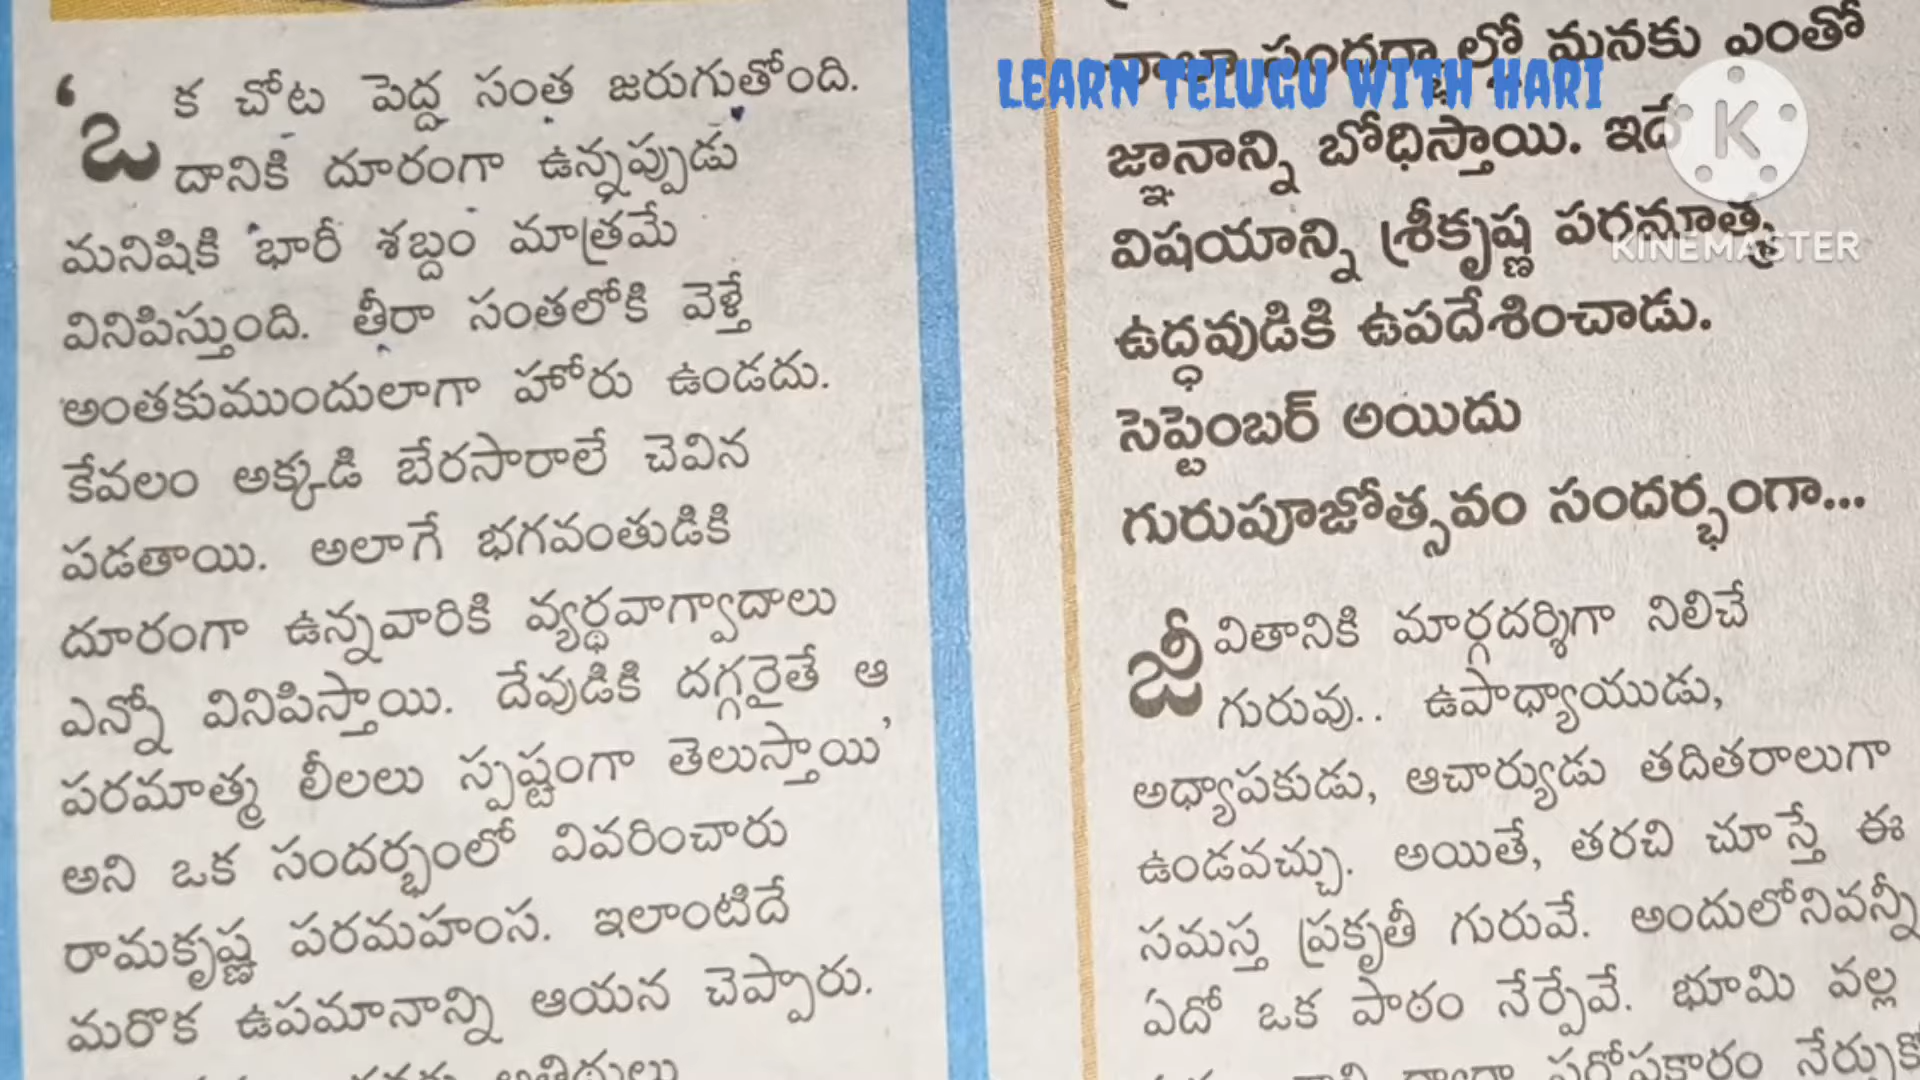 ‘ఒక చోట పెద్ద సంత జరుగుతోంది.
దానికి దూరంగా ఉన్నప్పుడు
మనిషికి భారీ శబ్దం మాత్రమే
వినిపిస్తుంది. తీరా సంతలోకి వెళ్తే
అంతకుముందులాగా హోరు ఉండదు.
కేవలం అక్కడి బేరసారాలే చెవిన
పడతాయి. అలాగే భగవంతుడికి
దూరంగా ఉన్నవారికి వ్యర్థవాగ్వాదాలు
ఎన్నో వినిపిస్తాయి. దేవుడికి దగ్గరైతే ఆ
పరమాత్మ లీలలు స్పష్టంగా తెలుస్తాయి’
అని ఒక సందర్భంలో వివరించారు
రామకృష్ణ పరమహంస. ఇలాంటిదే
మరొక ఉపమానాన్ని ఆయన చెప్పారు.
అతిథులు
LEARN TELUGU WITH HARI
K
KINEMASTER
చాలా సందర్భాల్లో మనకు ఎంతో
జ్ఞానాన్ని బోధిస్తాయి. ఇదే
విషయాన్ని శ్రీకృష్ణ పరమాత్మ
ఉద్ధవుడికి ఉపదేశించాడు.
సెప్టెంబర్ అయిదు
గురుపూజోత్సవం సందర్భంగా...
జీవితానికి మార్గదర్శిగా నిలిచే
గురువు.. ఉపాధ్యాయుడు,
అధ్యాపకుడు, ఆచార్యుడు తదితరాలుగా
ఉండవచ్చు. అయితే, తరచి చూస్తే ఈ
సమస్త ప్రకృతీ గురువే. అందులోనివన్నీ
ఏదో ఒక పాఠం నేర్పేవే. భూమి వల్ల
పరోపకారం